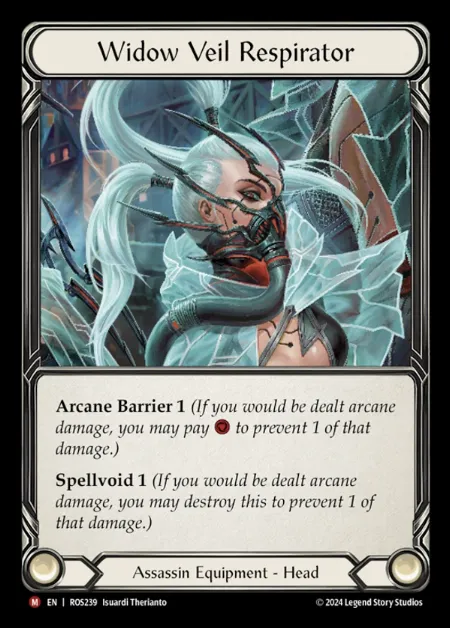 Widow Veil Respirator
Arcane Barrier 1 (If you would be dealt arcane
damage, you may pay to prevent 1 of that
damage.)
Spellvoid 1 (If you would be dealt arcane
damage, you may destroy this to prevent 1 of
that damage.)
Assassin Equipment - Head
M EN | ROS239 Isuardi Therianto © 2024 Legend Story Studios